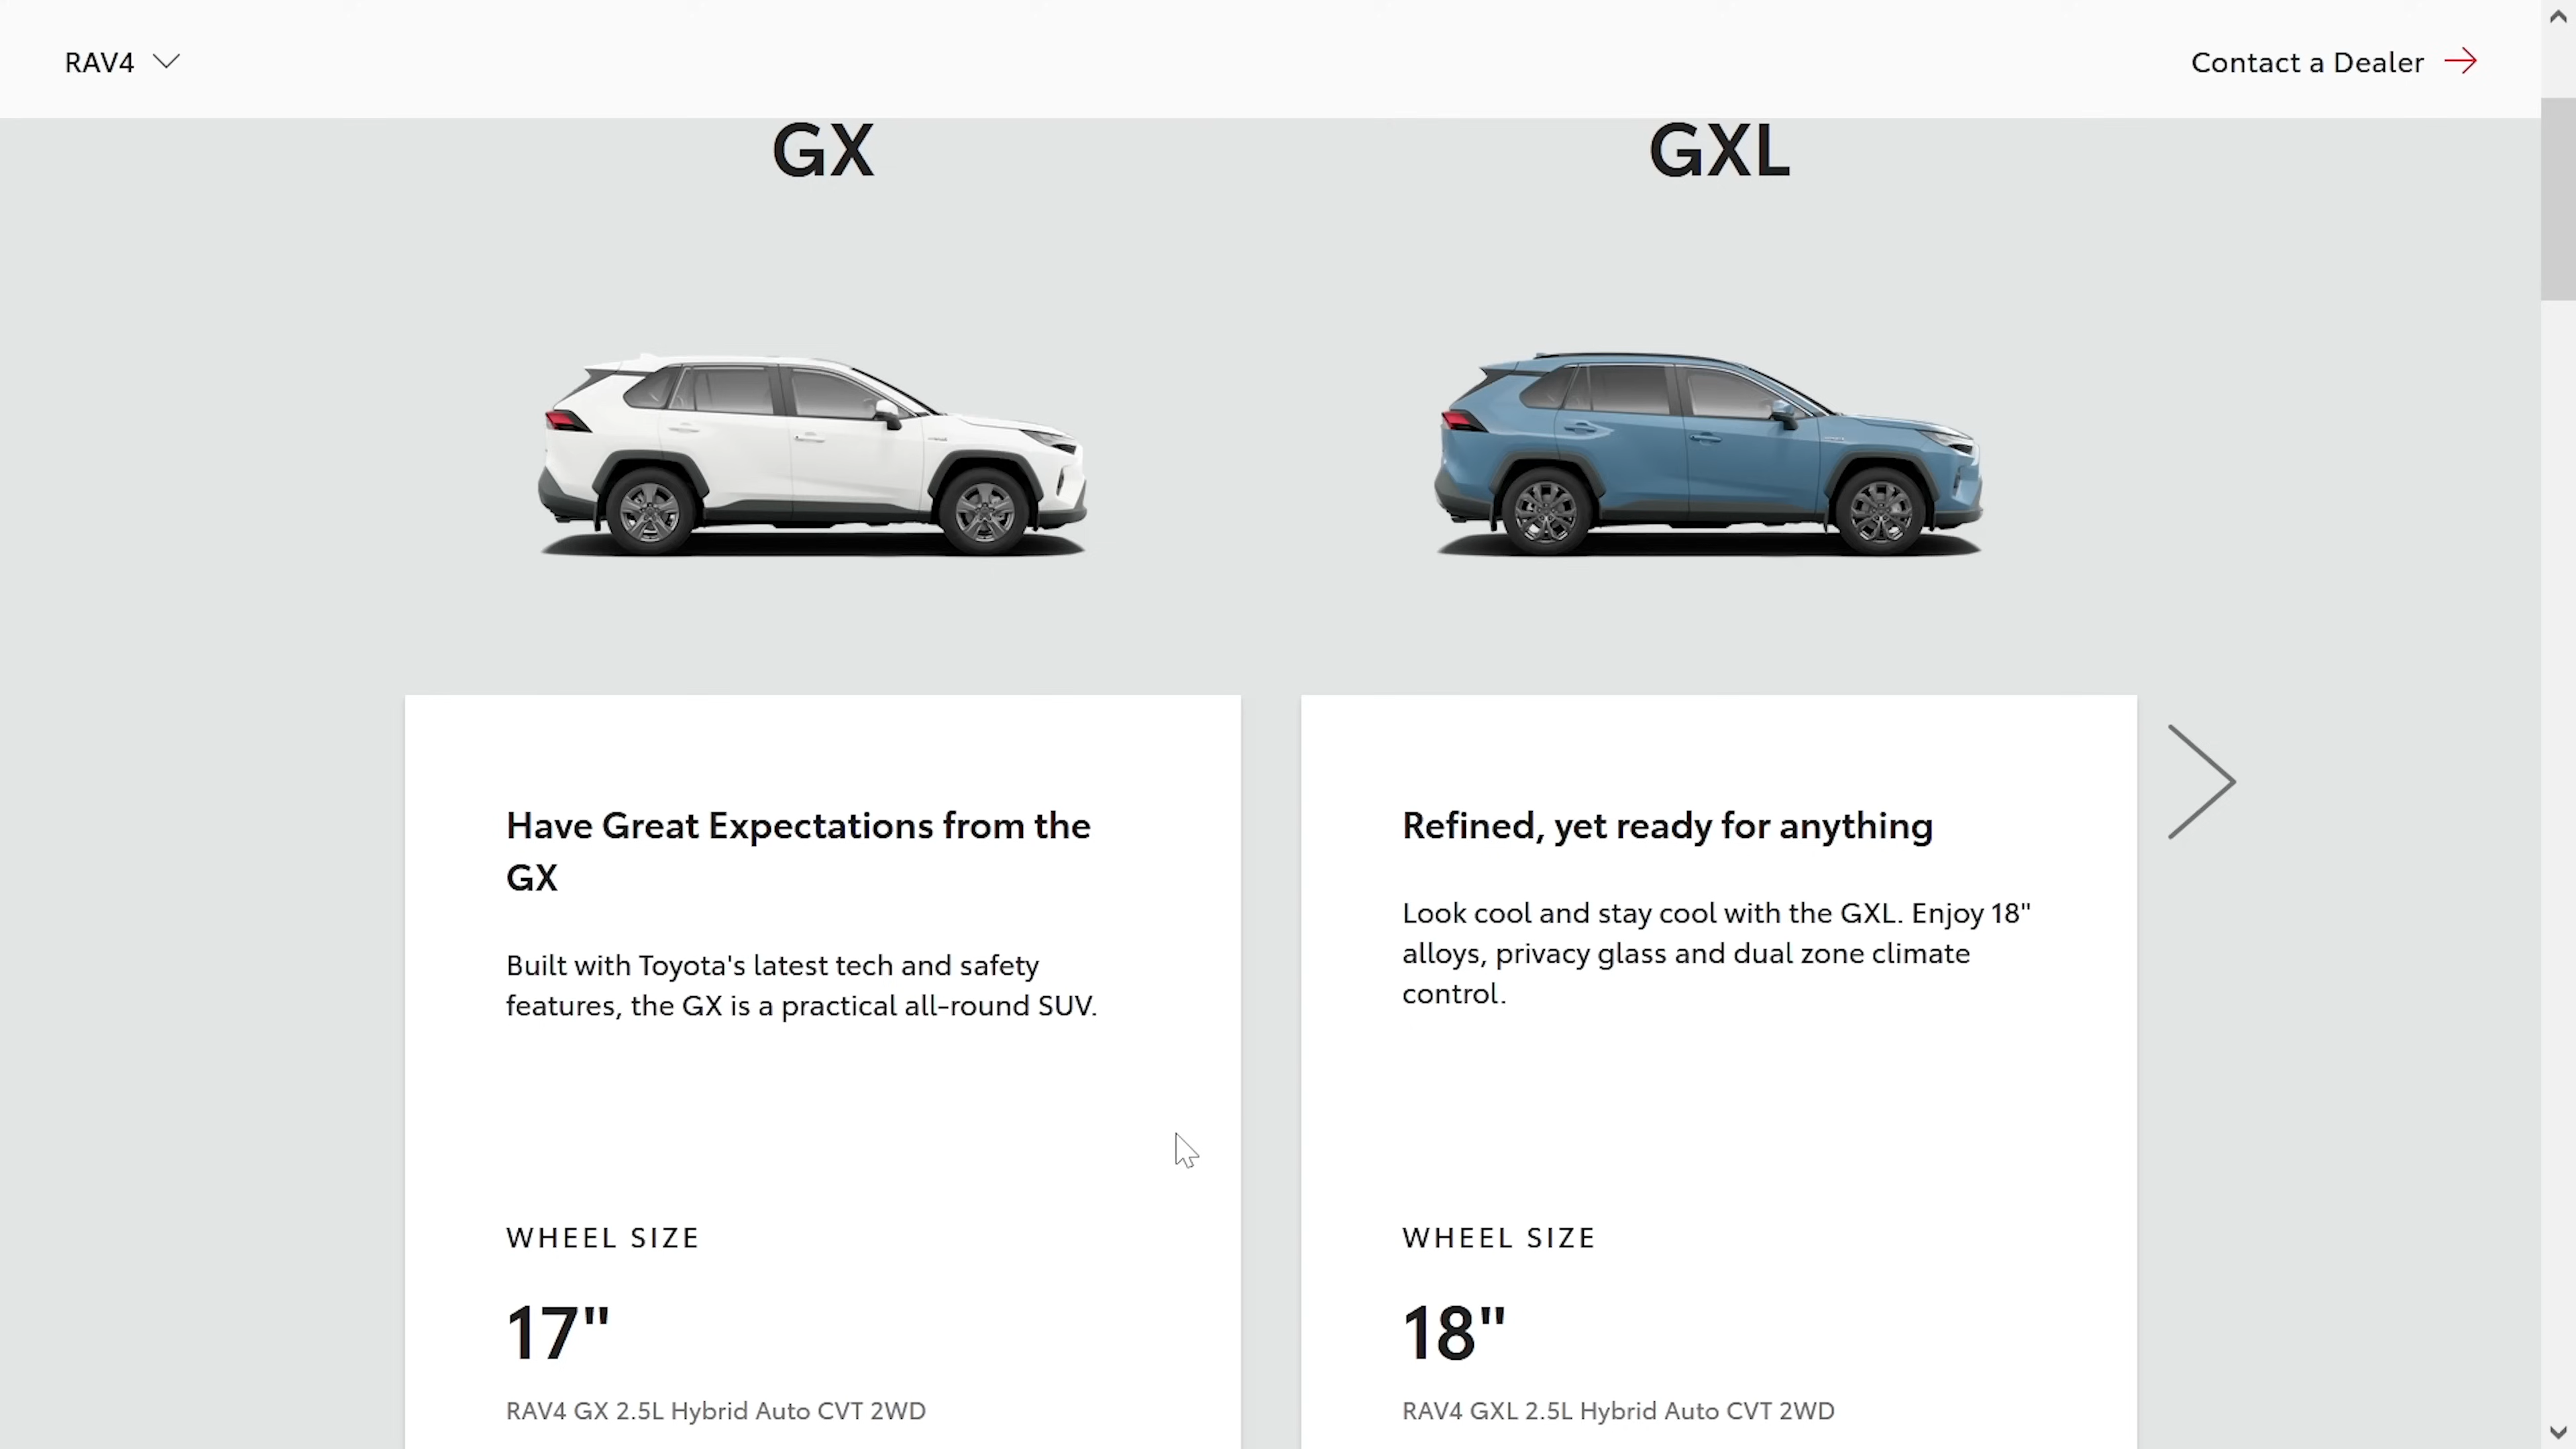 RAV4
Contact a Dealer
GX
GXL
Have Great Expectations from the
GX
Built with Toyota's latest tech and safety
features, the GX is a practical all-round SUV.
WHEEL SIZE
17"
RAV4 GX 2.5L Hybrid Auto CVT 2WD
Refined, yet ready for anything
Look cool and stay cool with the GXL. Enjoy 18"
alloys, privacy glass and dual zone climate
control.
WHEEL SIZE
18"
RAV4 GXL 2.5L Hybrid Auto CVT 2WD